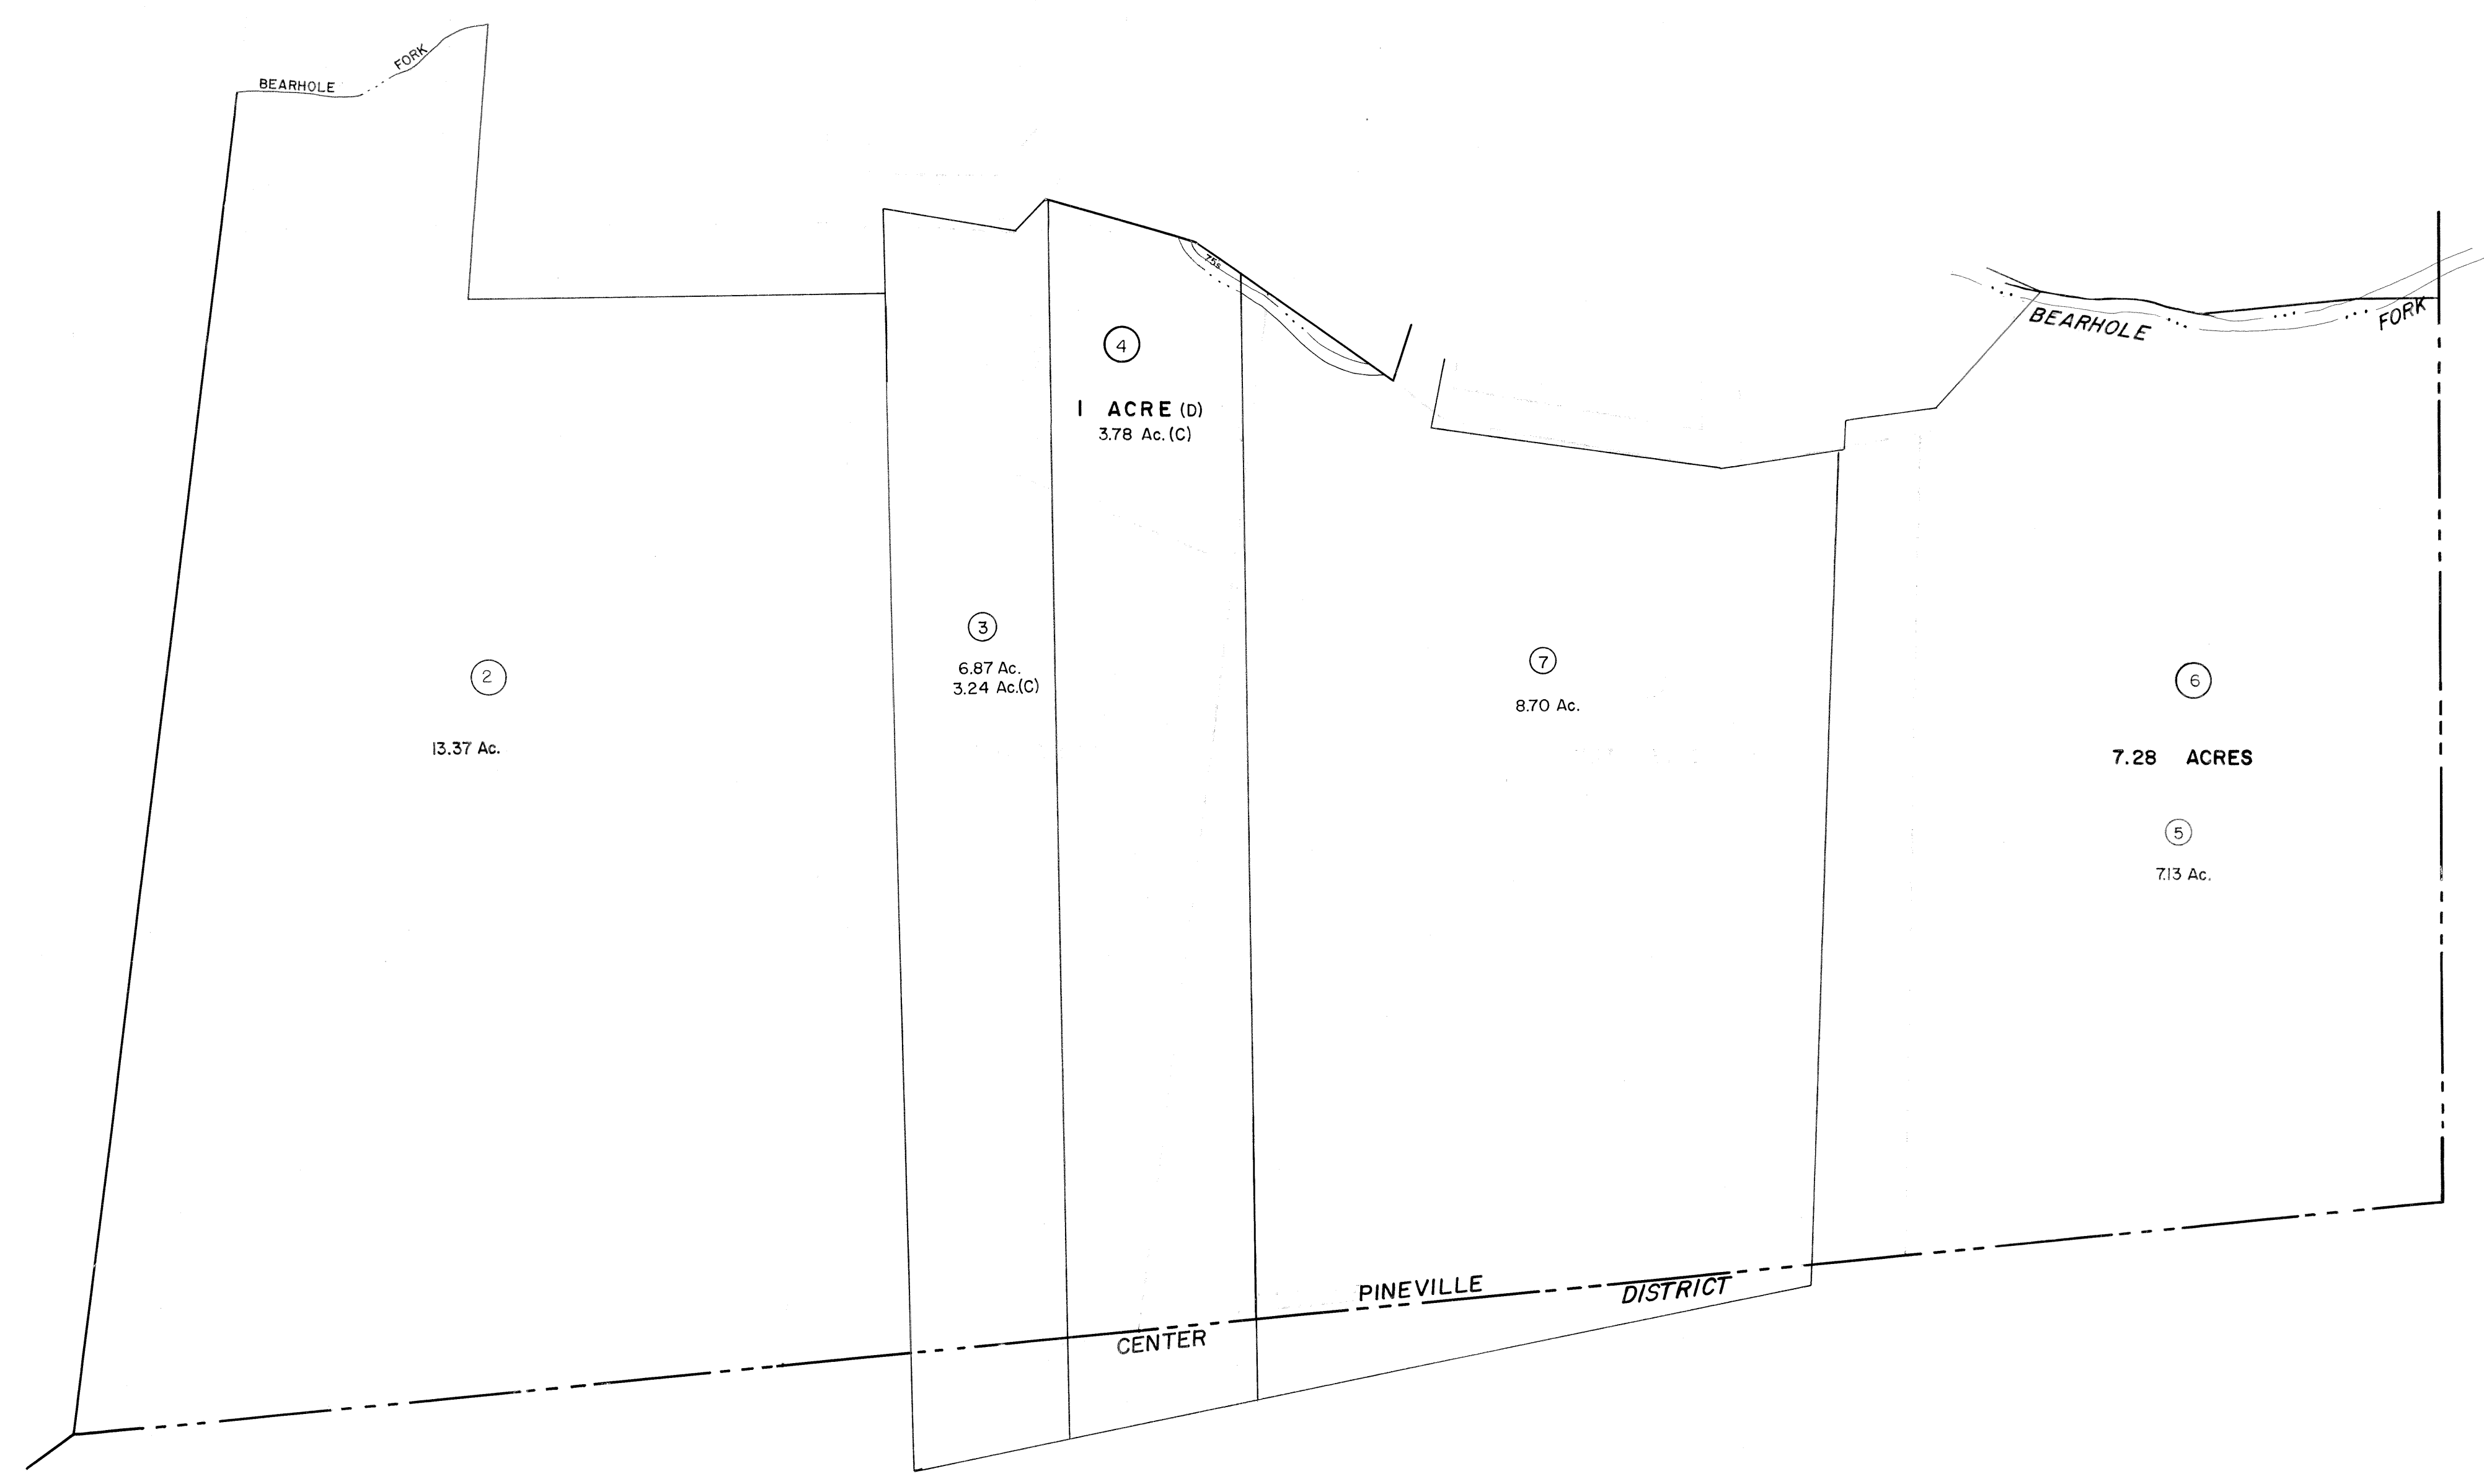 BEARHOLE FORK
BEARHOLE FORK
4
1 ACRE (D)
3.78 Ac. (C)
3
6.87 Ac.
3.24 Ac.(C)
2
13.37 Ac.
7
8.70 Ac.
6
7.28 ACRES
5
7.13 Ac.
PINEVILLE DISTRICT
CENTER